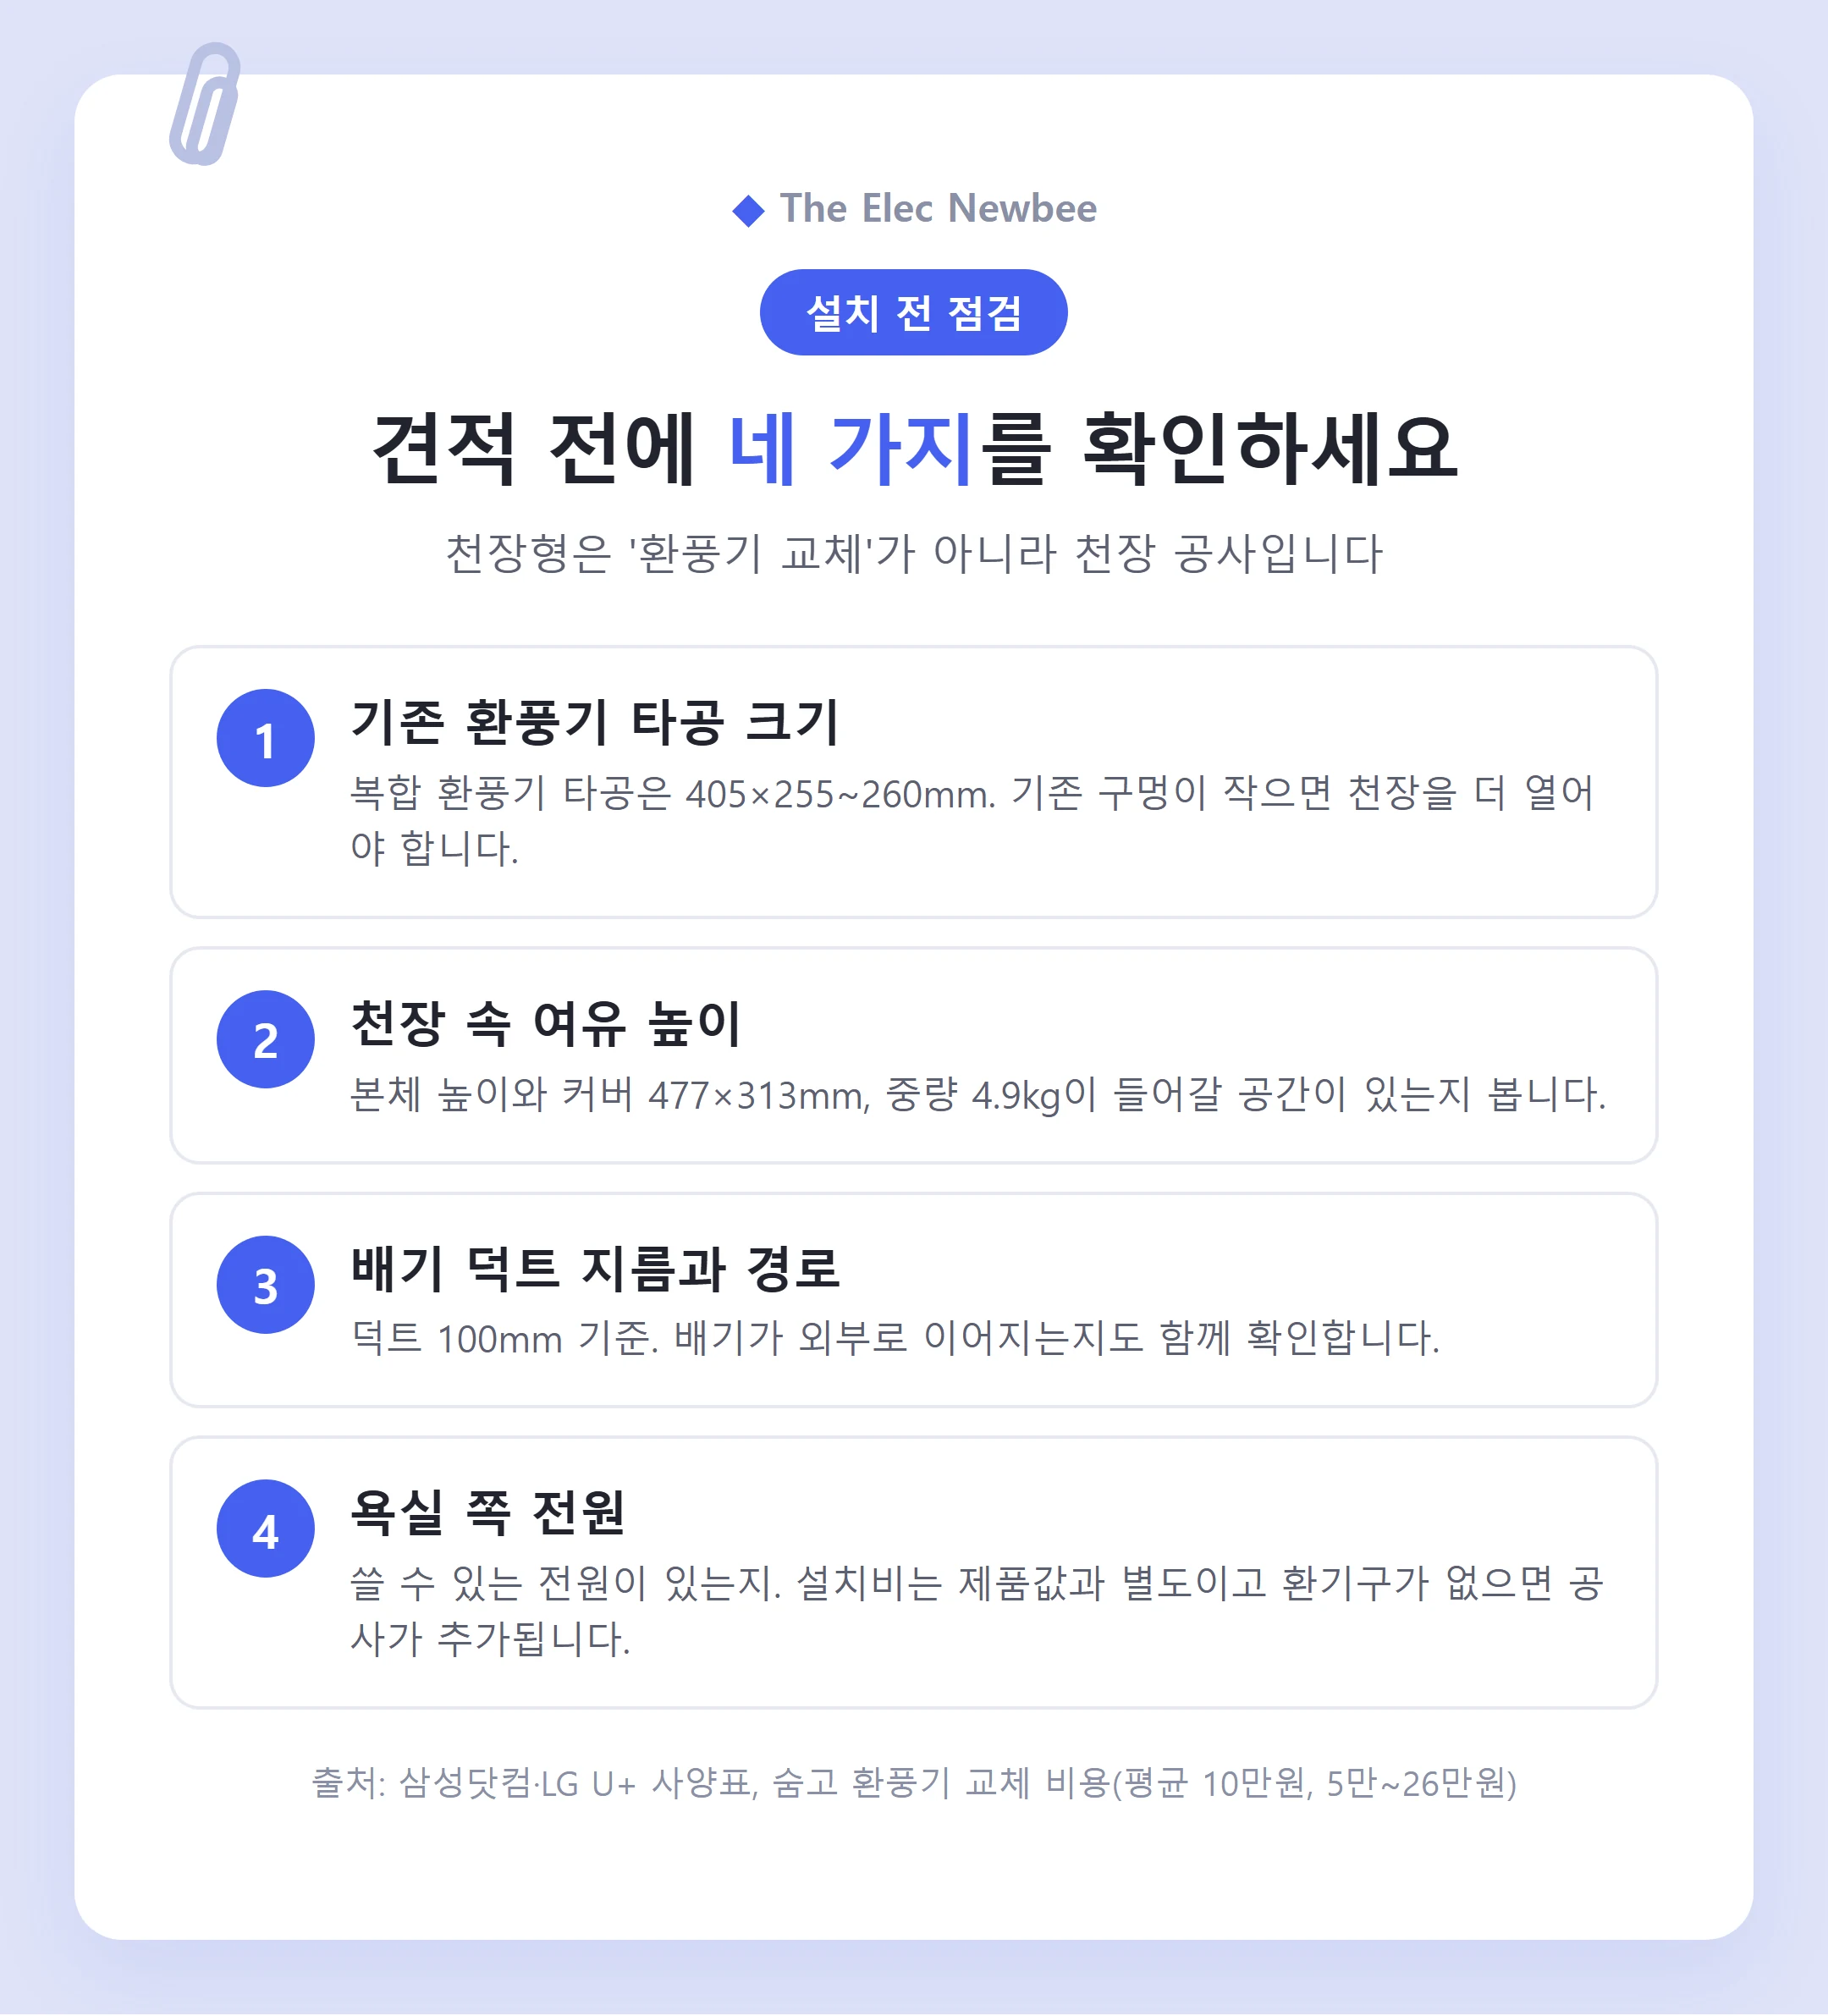 ◆ The Elec Newbee
설치 전 점검
견적 전에 네 가지를 확인하세요
천장형은 '환풍기 교체'가 아니라 천장 공사입니다
1
기존 환풍기 타공 크기
복합 환풍기 타공은 405×255~260mm. 기존 구멍이 작으면 천장을 더 열어
야 합니다.
2
천장 속 여유 높이
본체 높이와 커버 477×313mm, 중량 4.9kg이 들어갈 공간이 있는지 봅니다.
3
배기 덕트 지름과 경로
덕트 100mm 기준. 배기가 외부로 이어지는지도 함께 확인합니다.
4
욕실 쪽 전원
쓸 수 있는 전원이 있는지. 설치비는 제품값과 별도이고 환기구가 없으면 공
사가 추가됩니다.
출처: 삼성닷컴·LG U+ 사양표, 숨고 환풍기 교체 비용(평균 10만원, 5만~26만원)